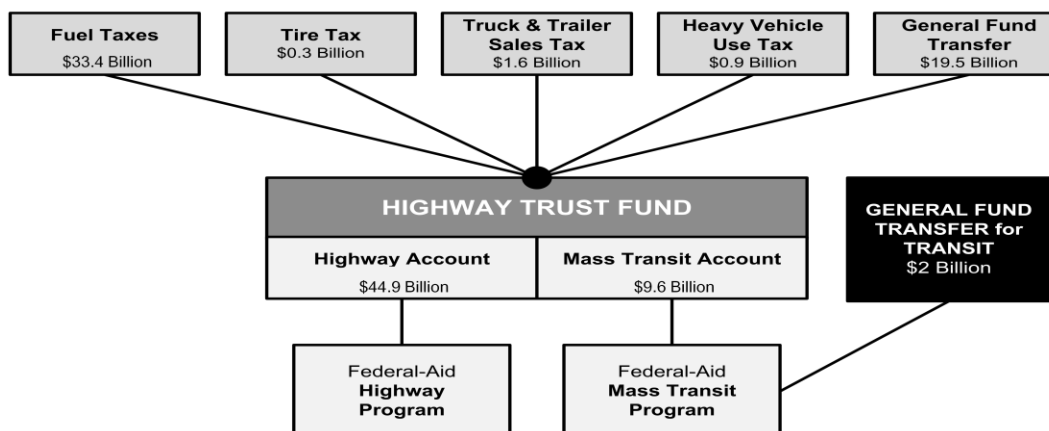 Fuel Taxes
$33.4 Billion
Tire Tax
$0.3 Billion
Truck & Trailer
Sales Tax
$1.6 Billion
Heavy Vehicle
Use Tax
$0.9 Billion
General Fund
Transfer
$19.5 Billion
HIGHWAY TRUST FUND
Highway Account
$44.9 Billion
Mass Transit Account
$9.6 Billion
GENERAL FUND
TRANSFER for
TRANSIT
$2 Billion
Federal-Aid
Highway
Program
Federal-Aid
Mass Transit
Program